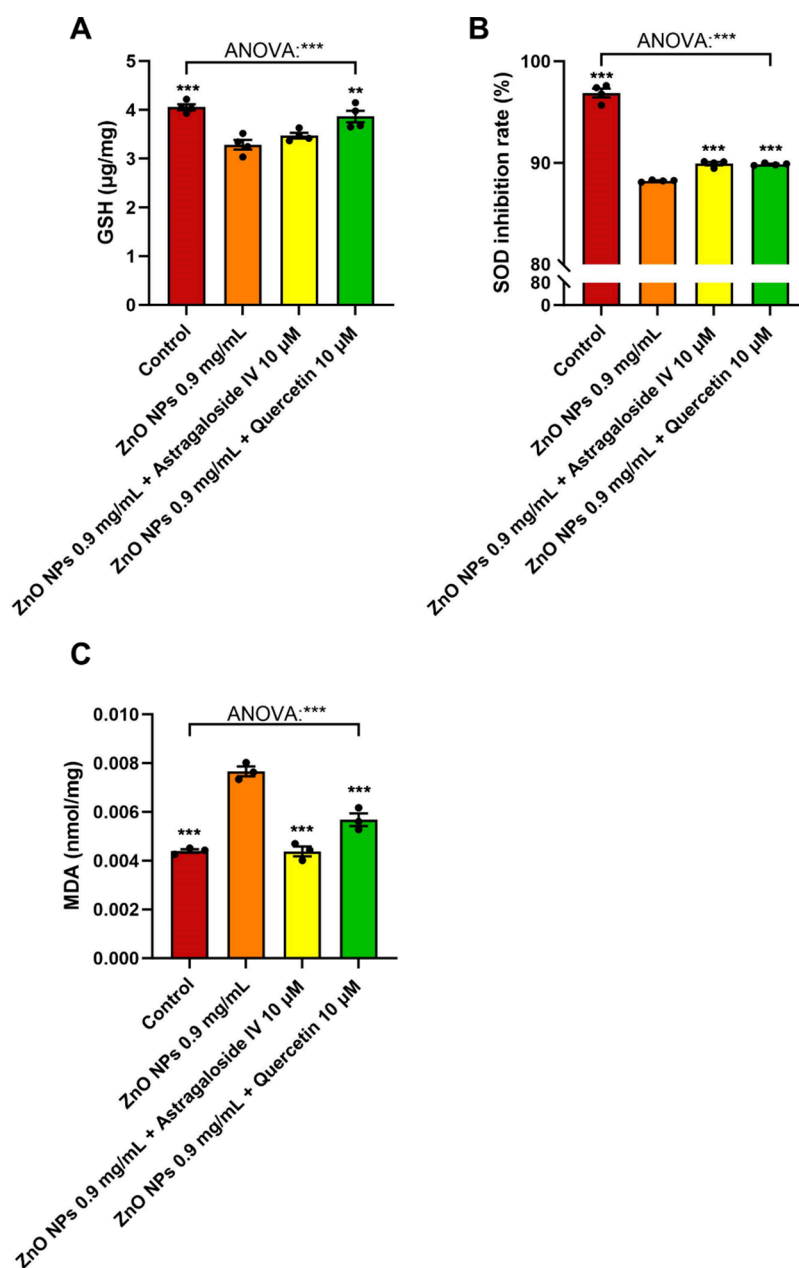 A
ANOVA:***
GSH (μg/mg)
5
4
3
2
1
0
***
**
Control
ZnO NPs 0.9 mg/mL
ZnO NPs 0.9 mg/mL + Astragaloside IV 10 μM
ZnO NPs 0.9 mg/mL + Quercetin 10 μM
B
ANOVA:***
SOD inhibition rate (%)
100
90
80
80
0
***
***
***
Control
ZnO NPs 0.9 mg/mL
ZnO NPs 0.9 mg/mL + Astragaloside IV 10 μM
ZnO NPs 0.9 mg/mL + Quercetin 10 μM
C
ANOVA:***
MDA (nmol/mg)
0.010
0.008
0.006
0.004
0.002
0.000
***
***
***
Control
ZnO NPs 0.9 mg/mL
ZnO NPs 0.9 mg/mL + Astragaloside IV 10 μM
ZnO NPs 0.9 mg/mL + Quercetin 10 μM